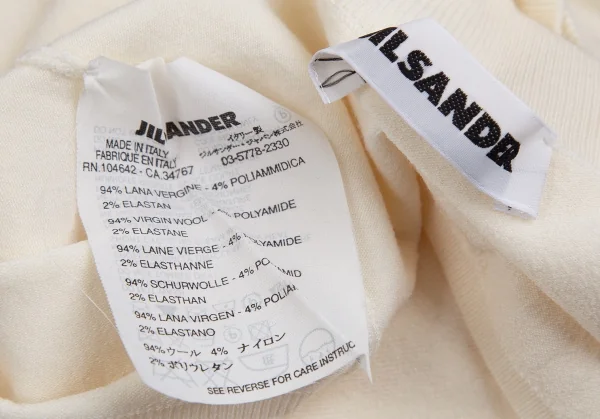 JIL SANDER
MADE IN ITALY
FABRIQUE EN ITALY
RN.104642 - CA.34767
イタリー製
ジルサンダー・ジャパン株式会社
03-5778-2330
94% LANA VERGINE - 4% POLIAMMIDICA
2% ELASTAN
94% VIRGIN WOOL - POLYAMIDE
2% ELASTANE
94% LAINE VIERGE - 4% POLYAMIDE
2% ELASTHANNE
94% SCHURWOLLE - 4%
2% ELASTHAN
94% LANA VIRGEN - 4%
2% ELASTANO
94% ウール 4% ナイロン
2% ポリウレタン
SEE REVERSE FOR CARE
JIL SANDER